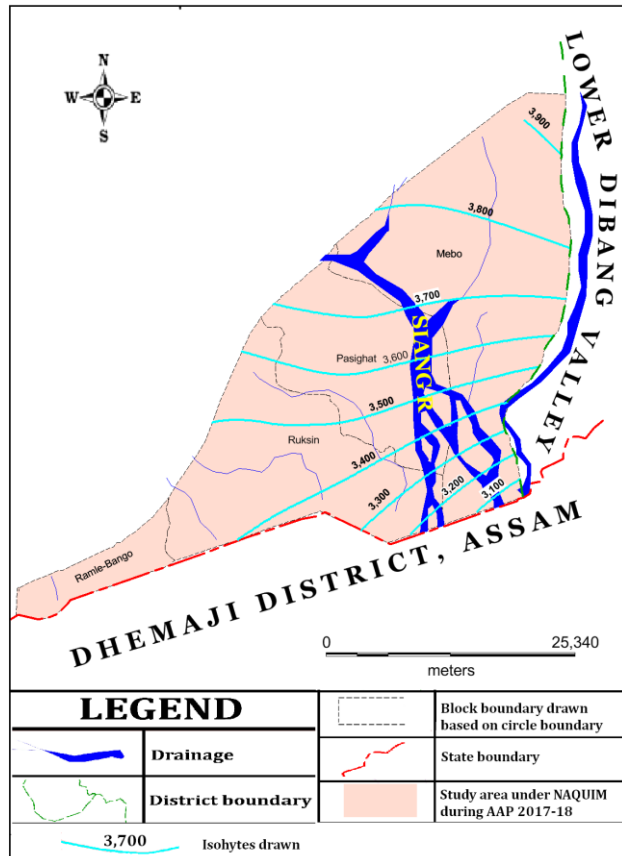 N
W E
S
LOWER DIBANG VALLEY
3,900
3,800
Mebo
3,700
SIANG R
Pasighat 3,600
3,500
Ruksin
3,400
3,300
3,200
3,100
Ramle-Bango
DHEMAJI DISTRICT, ASSAM
0 25,340
meters
LEGEND
Drainage
District boundary
Block boundary drawn
based on circle boundary
State boundary
Study area under NAQUIM
during AAP 2017-18
3,700 Isohytes drawn